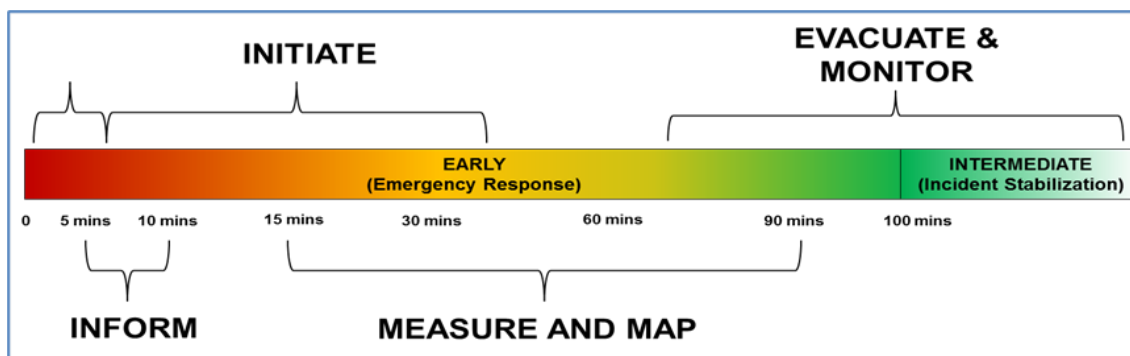 INITIATE
EVACUATE &
MONITOR
EARLY
(Emergency Response)
INTERMEDIATE
(Incident Stabilization)
0 5 mins 10 mins 15 mins 30 mins 60 mins 90 mins 100 mins
INFORM
MEASURE AND MAP